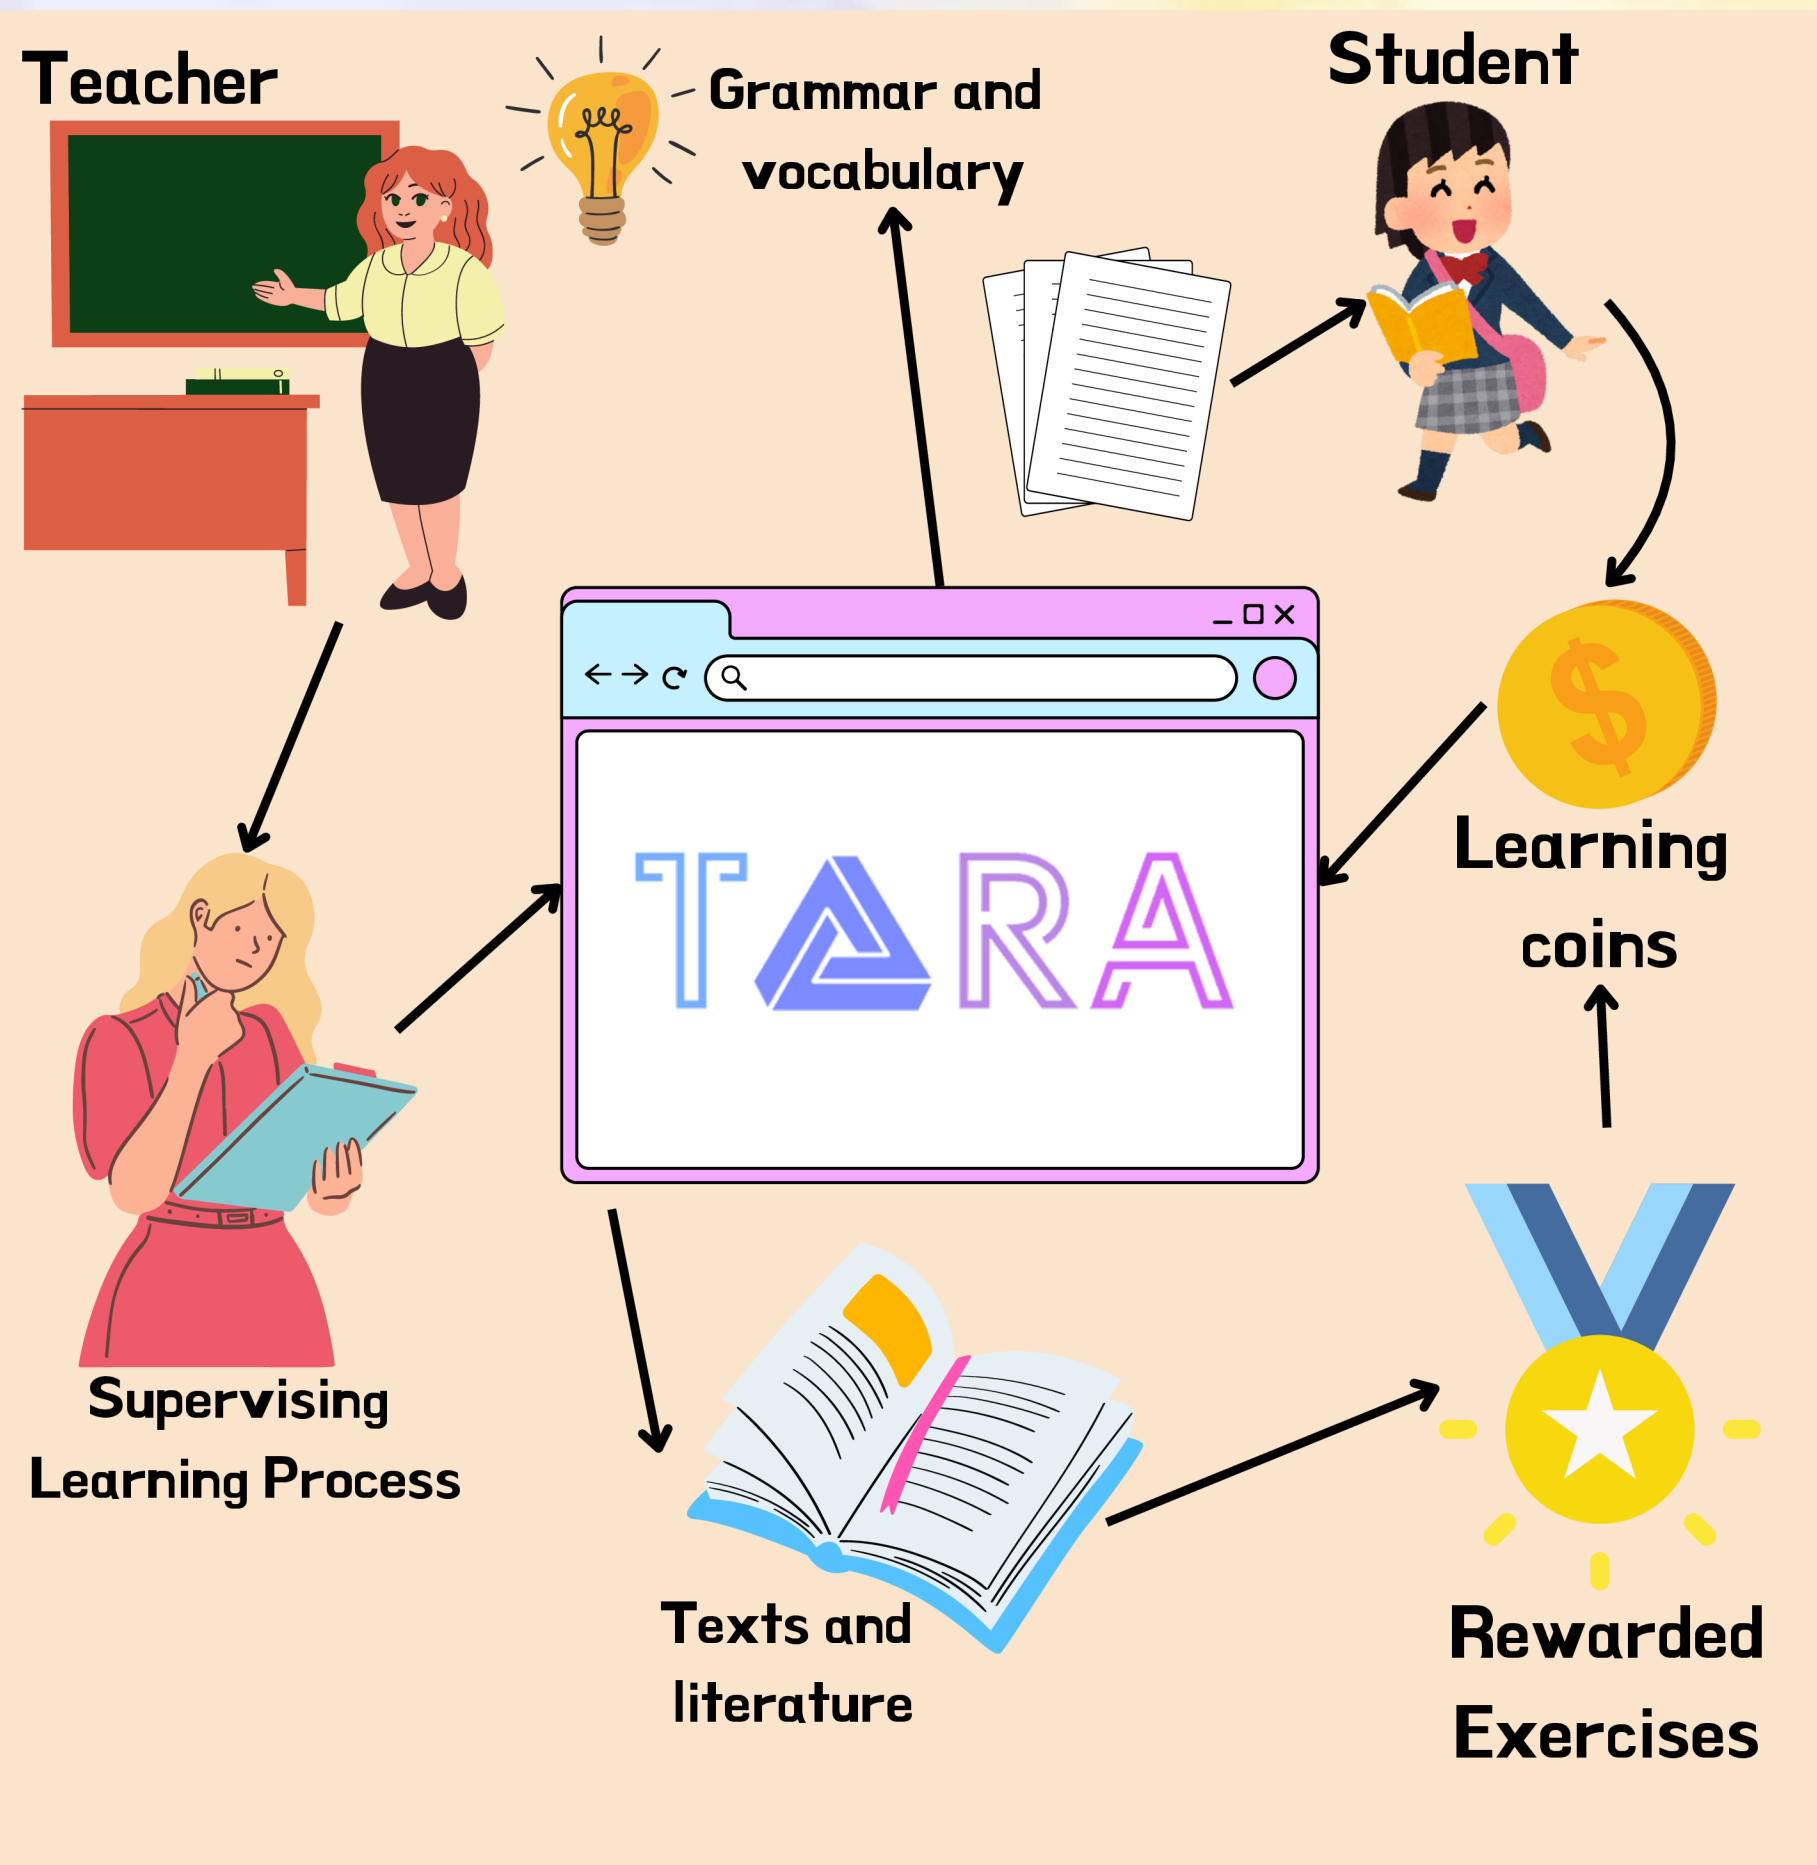 Teacher
Grammar and
vocabulary
Student
TARA
Learning
coins
Supervising
Learning Process
Texts and
literature
Rewarded
Exercises